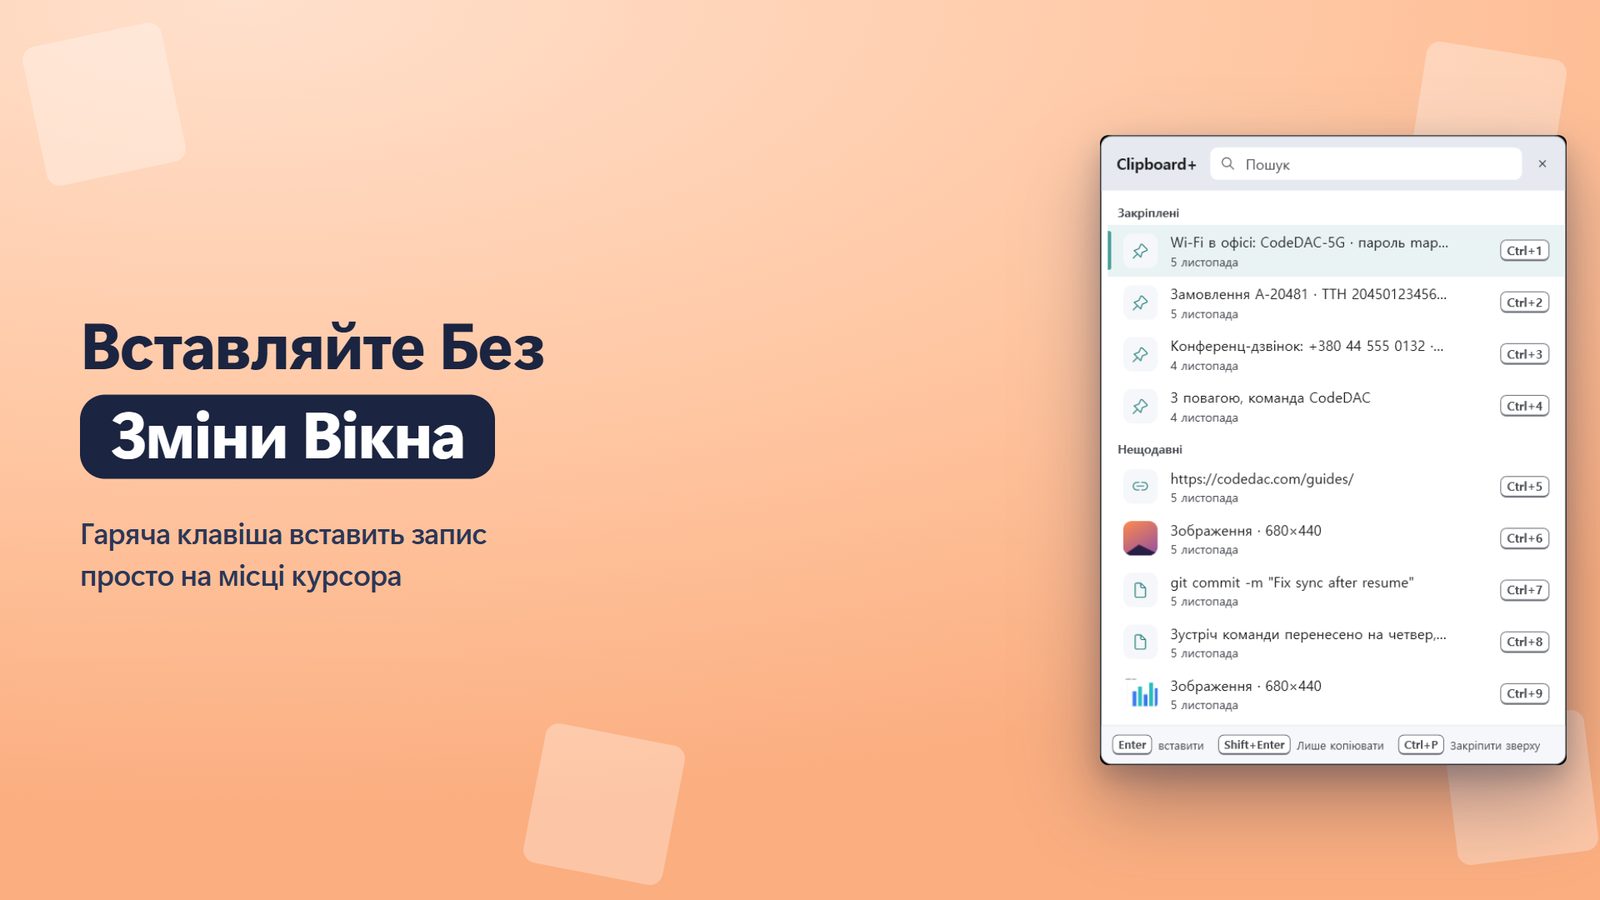 Вставляйте Без
Зміни Вікна
Гаряча клавіша вставить запис
просто на місці курсора
Clipboard+
Пошук
×
Закріплені
Wi-Fi в офісі: CodeDAC-5G · пароль мар...
5 листопада
Ctrl+1
Замовлення A-20481 · ТТН 20450123456...
5 листопада
Ctrl+2
Конференц-дзвінок: +380 44 555 0132 ·...
4 листопада
Ctrl+3
З повагою, команда CodeDAC
4 листопада
Ctrl+4
Нещодавні
https://codedac.com/guides/
5 листопада
Ctrl+5
Зображення · 680×440
5 листопада
Ctrl+6
git commit -m "Fix sync after resume"
5 листопада
Ctrl+7
Зустріч команди перенесено на четвер,...
5 листопада
Ctrl+8
Зображення · 680×440
5 листопада
Ctrl+9
Enter вставити Shift+Enter Лише копіювати Ctrl+P Закріпити зверху